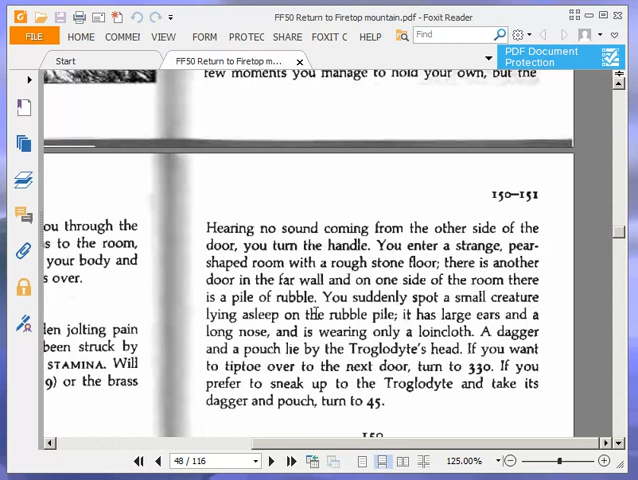 FF50 Return to Firetop mountain.pdf - Foxit Reader
FILE HOME COMMEI VIEW FORM PROTEC SHARE FOXIT C HELP Find
PDF Document
Protection
Start FF50 Return to Firetop m...
few moments you manage to hold your own, but the
150–151
ou through the
s to the room,
your body and
s over.
len jolting pain
been struck by
STAMINA. Will
9) or the brass
Hearing no sound coming from the other side of the
door, you turn the handle. You enter a strange, pear-
shaped room with a rough stone floor; there is another
door in the far wall and on one side of the room there
is a pile of rubble. You suddenly spot a small creature
lying asleep on the rubble pile; it has large ears and a
long nose, and is wearing only a loincloth. A dagger
and a pouch lie by the Troglodyte's head. If you want
to tiptoe over to the next door, turn to 330. If you
prefer to sneak up to the Troglodyte and take its
dagger and pouch, turn to 45.
48 / 116
125.00%